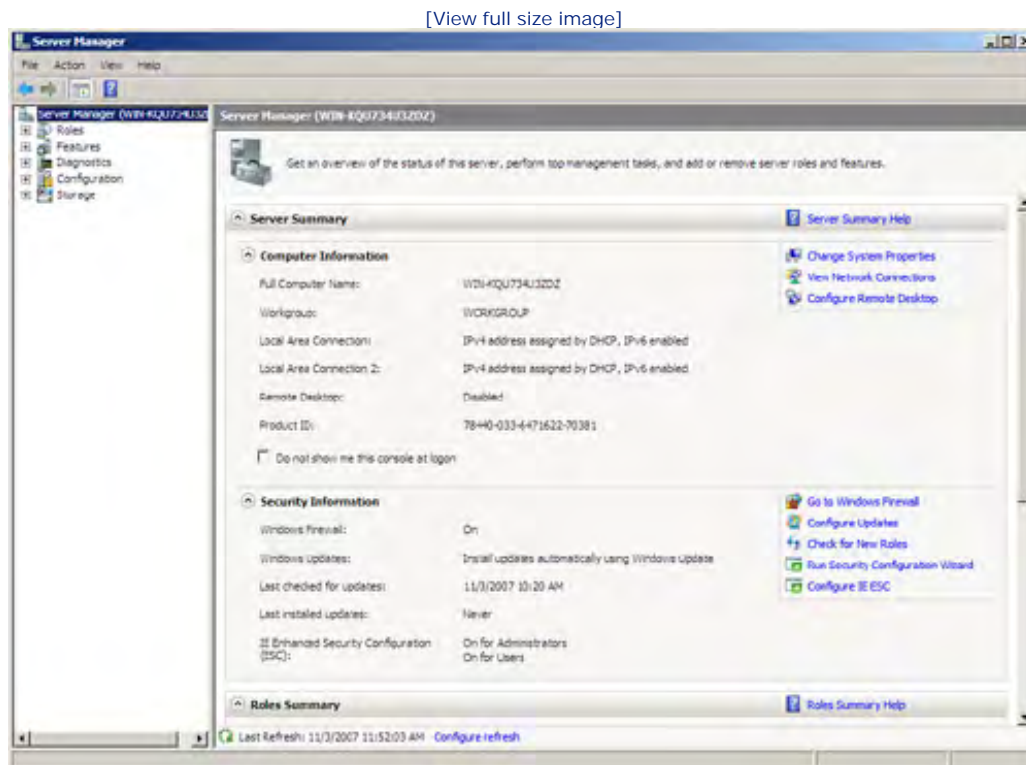 [View full size image]
Server Manager
File Action View Help
Server Manager (WIN-KQU734U3Z
Roles
Features
Diagnostics
Configuration
Storage
Server Manager (WIN-KQU734U3ZDZ)
Get an overview of the status of this server, perform top management tasks, and add or remove server roles and features.
Server Summary
Server Summary Help
Computer Information
Full Computer Name: WIN-KQU734U3ZDZ
Workgroup: WORKGROUP
Local Area Connection: IPv4 address assigned by DHCP, IPv6 enabled
Local Area Connection 2: IPv4 address assigned by DHCP, IPv6 enabled
Remote Desktop: Disabled
Product ID: 78440-033-6471622-70381
Do not show me this console at logon
Change System Properties
View Network Connections
Configure Remote Desktop
Security Information
Windows Firewall: On
Windows Updates: Install updates automatically using Windows Update
Last checked for updates: 11/3/2007 10:20 AM
Last installed updates: Never
IE Enhanced Security Configuration (ESC): On for Administrators
On for Users
Go to Windows Firewall
Configure Updates
Check for New Roles
Run Security Configuration Wizard
Configure IE ESC
Roles Summary
Roles Summary Help
Last Refresh: 11/3/2007 11:52:03 AM Configure refresh